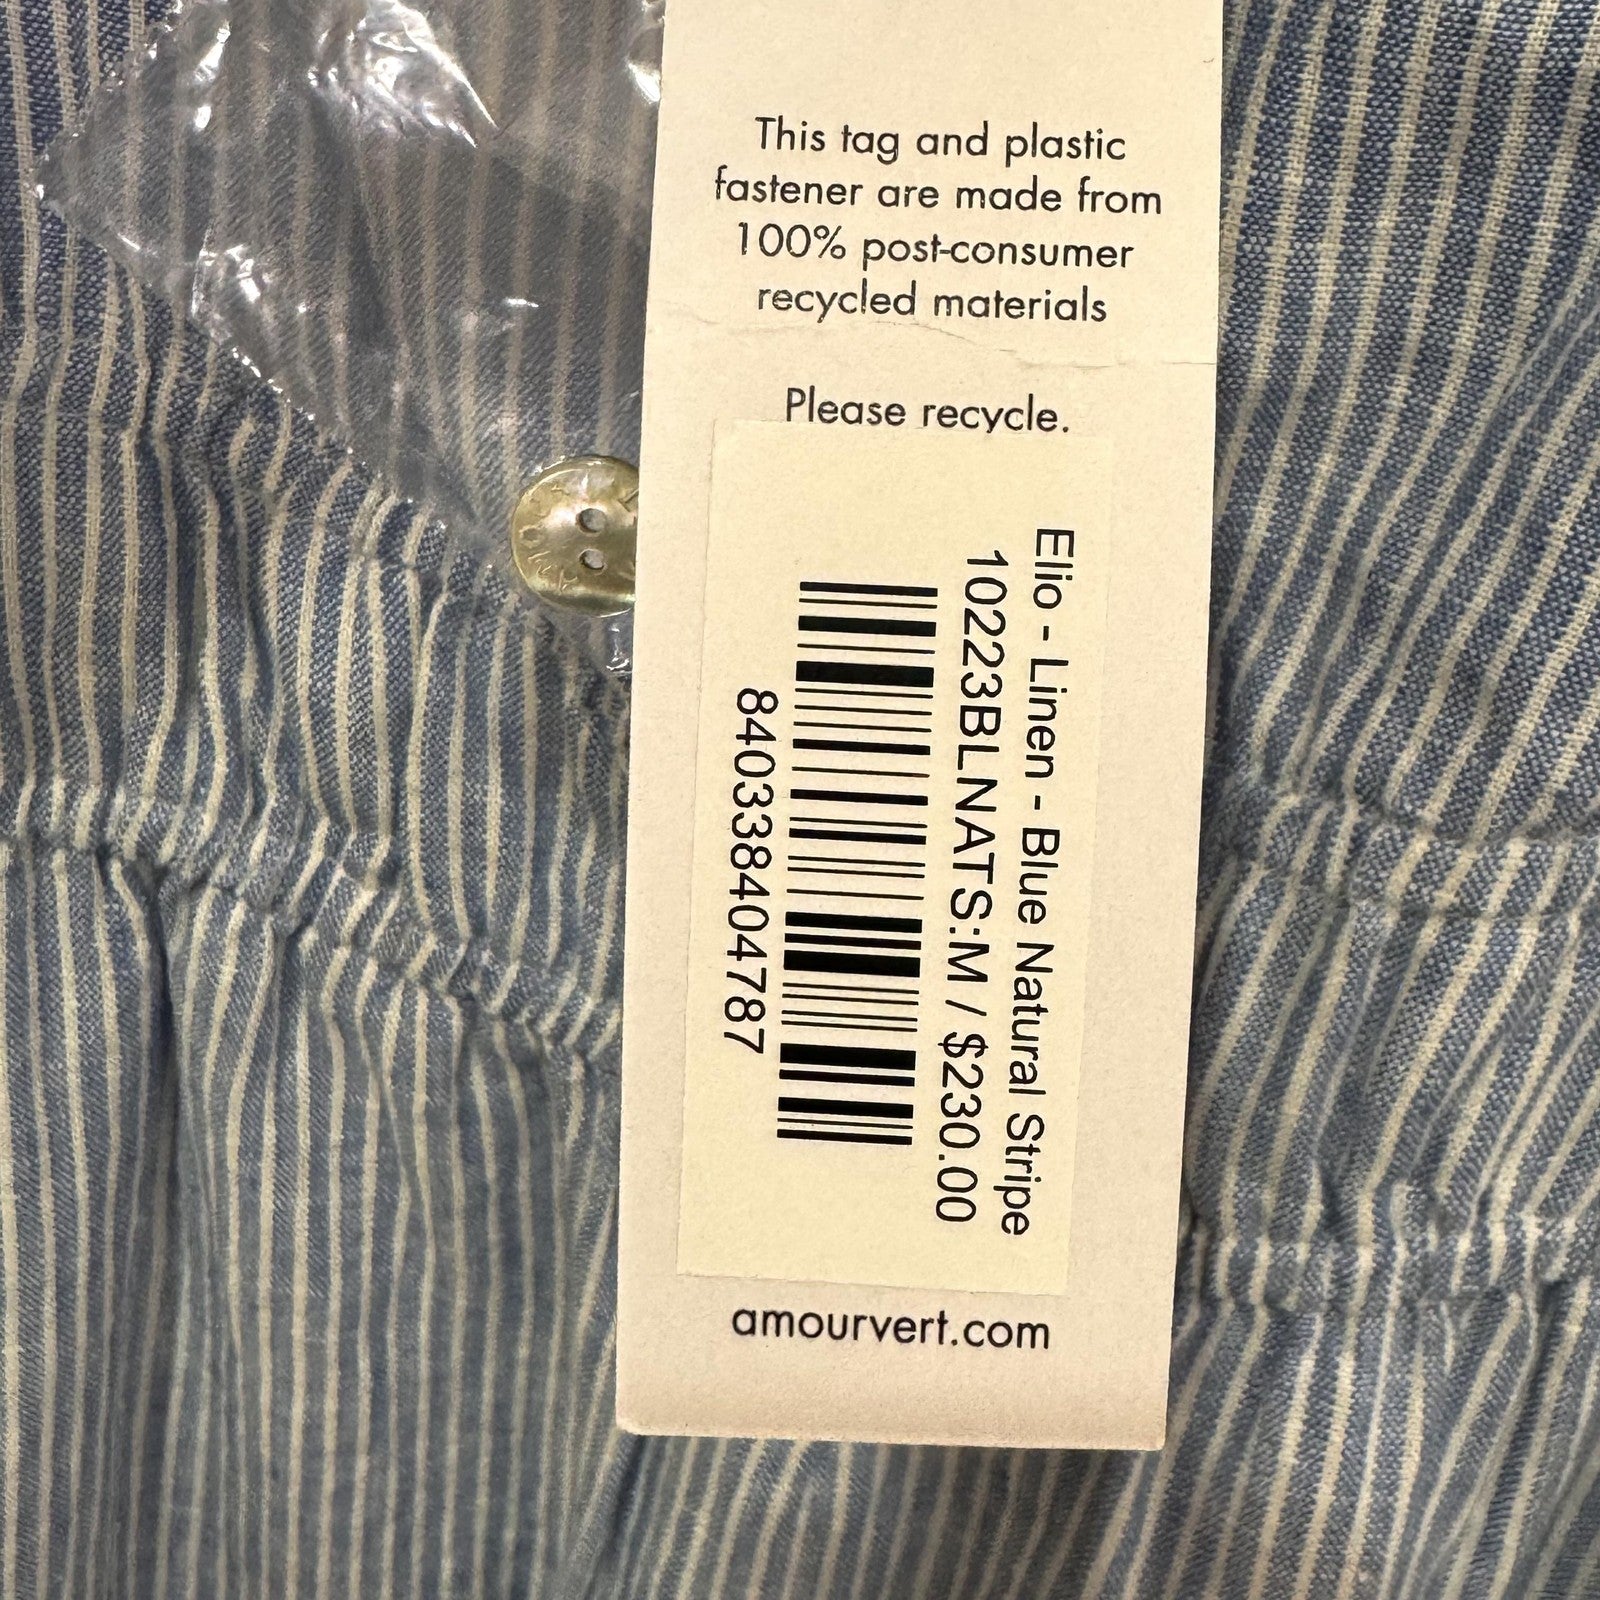 This tag and plastic
fastener are made from
100% post-consumer
recycled materials
Please recycle.
Elio - Linen - Blue Natural Stripe
10223BLNATS:M / $230.00
840338404787
amourvert.com